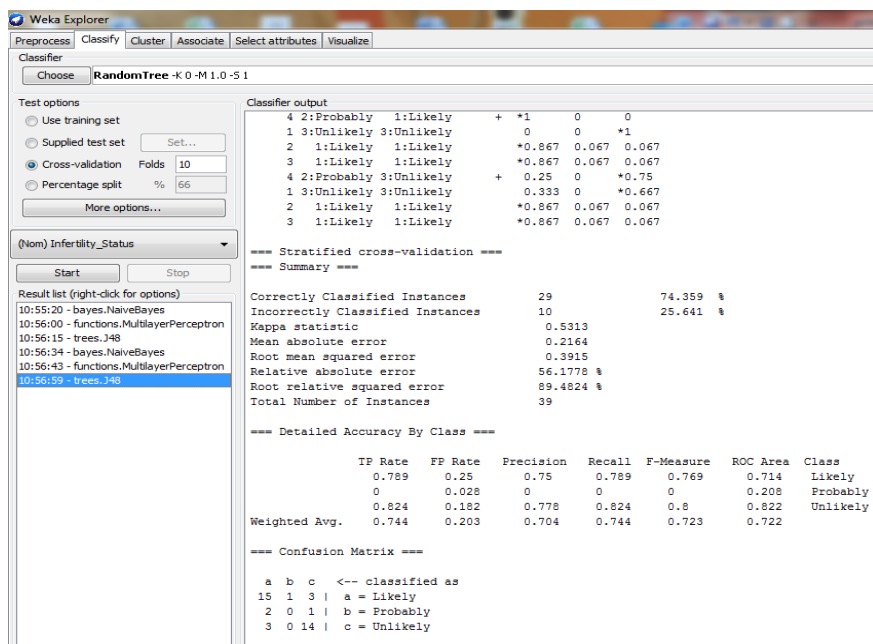 Weka Explorer
Preprocess Classify Cluster Associate Select attributes Visualize
Classifier
Choose RandomTree -K 0 -M 1.0 -S 1
Test options
Use training set
Supplied test set Set...
Cross-validation Folds 10
Percentage split % 66
More options...
(Nom) Infertility_Status
Start Stop
Result list (right-click for options)
10:55:20 - bayes.NaiveBayes
10:56:00 - functions.MultilayerPerceptron
10:56:15 - trees.J48
10:56:34 - bayes.NaiveBayes
10:56:43 - functions.MultilayerPerceptron
10:56:59 - trees.J48
Classifier output
4 2:Probably 1:Likely + *1 0 0
1 3:Unlikely 3:Unlikely 0 0 *1
2 1:Likely 1:Likely *0.867 0.067 0.067
3 1:Likely 1:Likely *0.867 0.067 0.067
4 2:Probably 3:Unlikely + 0.25 0 *0.75
1 3:Unlikely 3:Unlikely 0.333 0 *0.667
2 1:Likely 1:Likely *0.867 0.067 0.067
3 1:Likely 1:Likely *0.867 0.067 0.067
=== Stratified cross-validation ===
=== Summary ===
Correctly Classified Instances 29 74.359 %
Incorrectly Classified Instances 10 25.641 %
Kappa statistic 0.5313
Mean absolute error 0.2164
Root mean squared error 0.3915
Relative absolute error 56.1778 %
Root relative squared error 89.4824 %
Total Number of Instances 39
=== Detailed Accuracy By Class ===
TP Rate FP Rate Precision Recall F-Measure ROC Area Class
0.789 0.25 0.75 0.789 0.769 0.714 Likely
0 0.028 0 0 0 0.208 Probably
0.824 0.182 0.778 0.824 0.8 0.822 Unlikely
Weighted Avg. 0.744 0.203 0.704 0.744 0.723 0.722
=== Confusion Matrix ===
a b c <-- classified as
15 1 3 | a = Likely
2 0 1 | b = Probably
3 0 14 | c = Unlikely